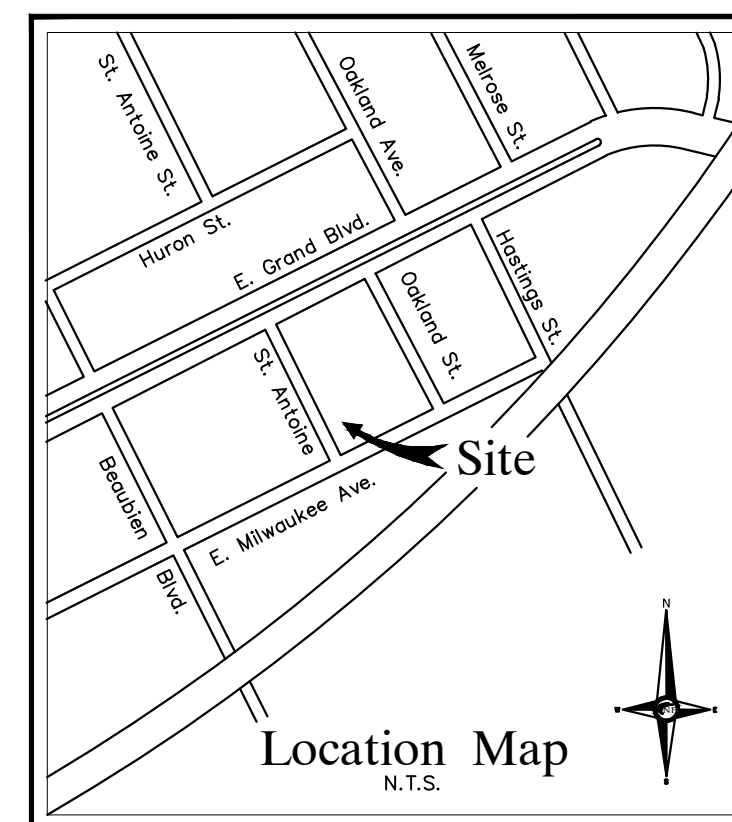 St. Antoine St.
Oakland Ave.
Melrose St.
Huron St.
E. Grand Blvd.
Hastings St.
Oakland St.
St. Antoine
Site
Beaubien
Blvd.
E. Milwaukee Ave.
N
W
E
S
Location Map
N.T.S.